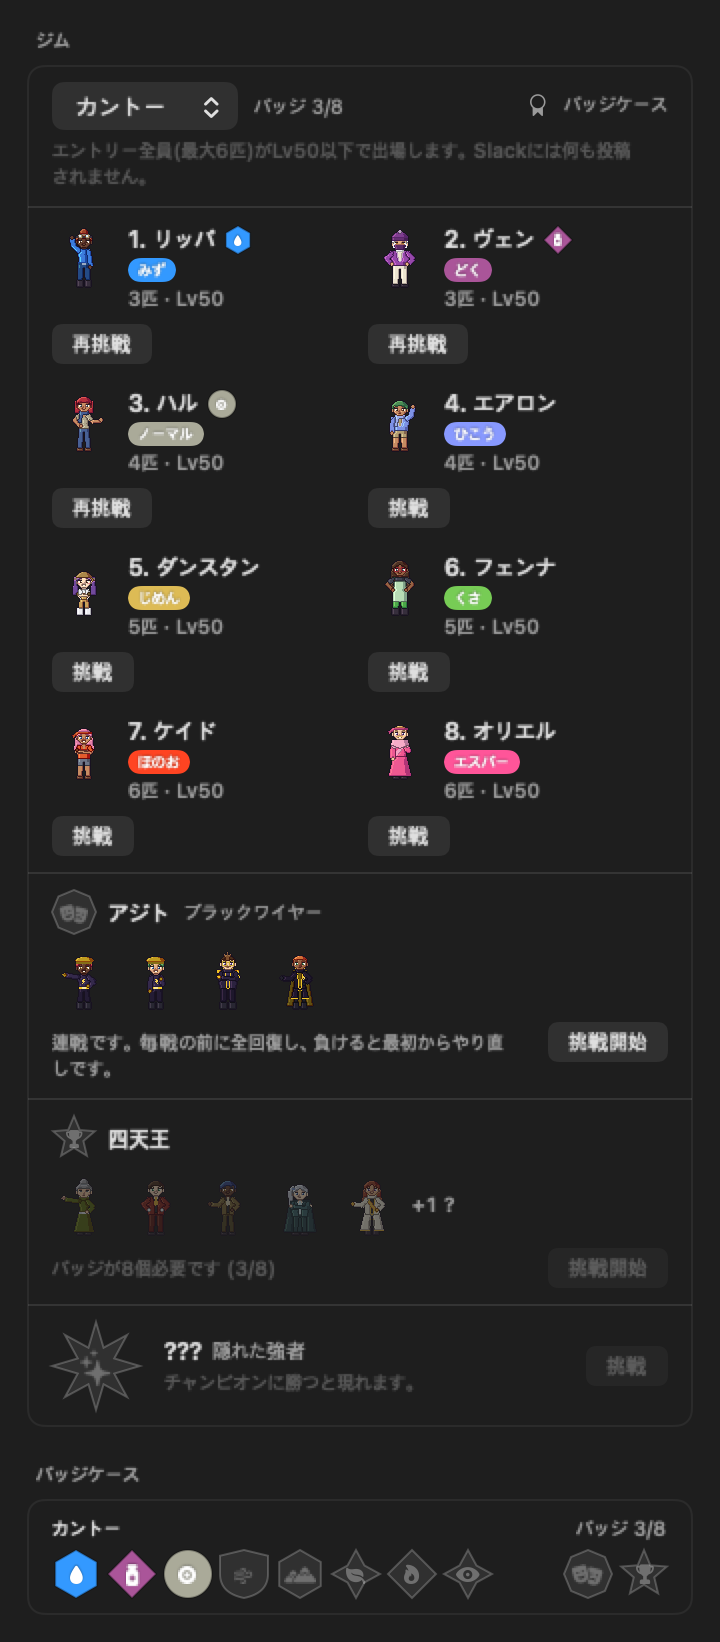 ジム
カントー
バッジ 3/8
バッジケース
エントリー全員(最大6匹)がLv50以下で出場します。Slackには何も投稿
されません。
1. リッパ
みず
3匹 · Lv50
再挑戦
2. ヴェン
どく
3匹 · Lv50
再挑戦
3. ハル
ノーマル
4匹 · Lv50
再挑戦
4. エアロン
ひこう
4匹 · Lv50
挑戦
5. ダンスタン
じめん
5匹 · Lv50
挑戦
6. フェンナ
くさ
5匹 · Lv50
挑戦
7. ケイド
ほのお
6匹 · Lv50
挑戦
8. オリエル
エスパー
6匹 · Lv50
挑戦
アジト ブラックワイヤー
連戦です。毎戦の前に全回復し、負けると最初からやり直
しです。
挑戦開始
四天王
+1 ?
バッジが8個必要です (3/8)
挑戦開始
??? 隠れた強者
チャンピオンに勝つと現れます。
挑戦
バッジケース
カントー
バッジ 3/8